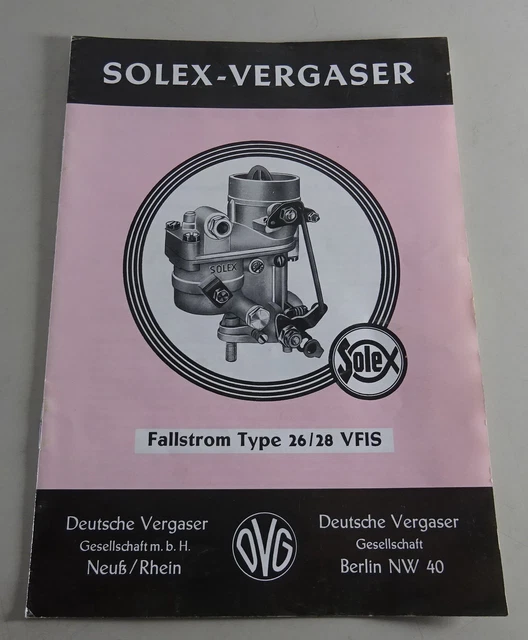 SOLEX-VERGASER
SOLEX
Solex
Fallstrom Type 26/28 VFIS
Deutsche Vergaser
Gesellschaft m. b. H.
Neuß/Rhein
DVG
Deutsche Vergaser
Gesellschaft
Berlin NW 40